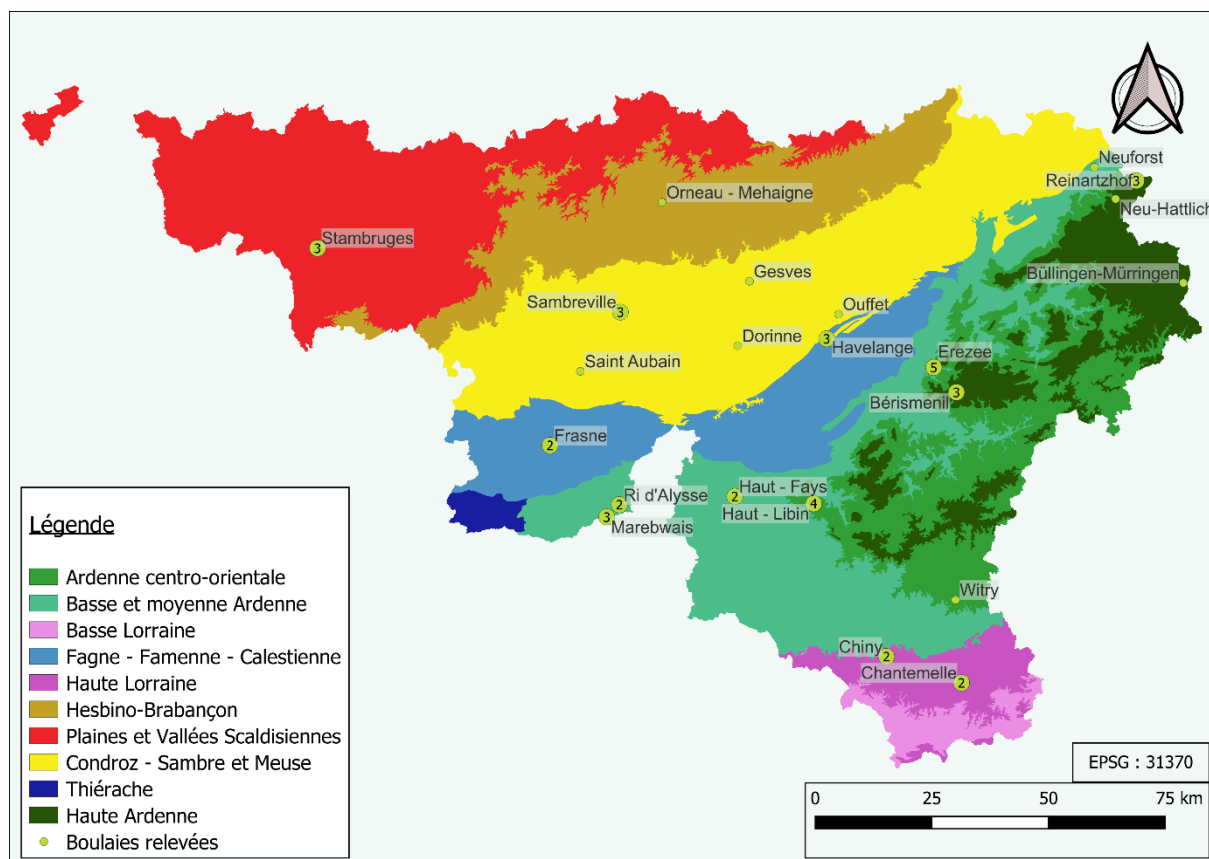 Neuforst
Reinartzhof
3
Neu-Hattlich
Orneau - Mehaigne
Stambruges
3
Büllingen-Mürringen
Gesves
Sambreville
3
Ouffet
Dorinne
Havelange
3
Erezee
5
Saint Aubain
Bérismenil
3
Frasne
2
Haut - Fays
2
Ri d'Alysse
2
Haut - Libin
4
Marebwais
3
Witry
Chiny
2
Chantemelle
2
Légende
Ardenne centro-orientale
Basse et moyenne Ardenne
Basse Lorraine
Fagne - Famenne - Calestienne
Haute Lorraine
Hesbino-Brabançon
Plaines et Vallées Scaldisiennes
Condroz - Sambre et Meuse
Thiérache
Haute Ardenne
Boulaies relevées
EPSG : 31370
0 25 50 75 km